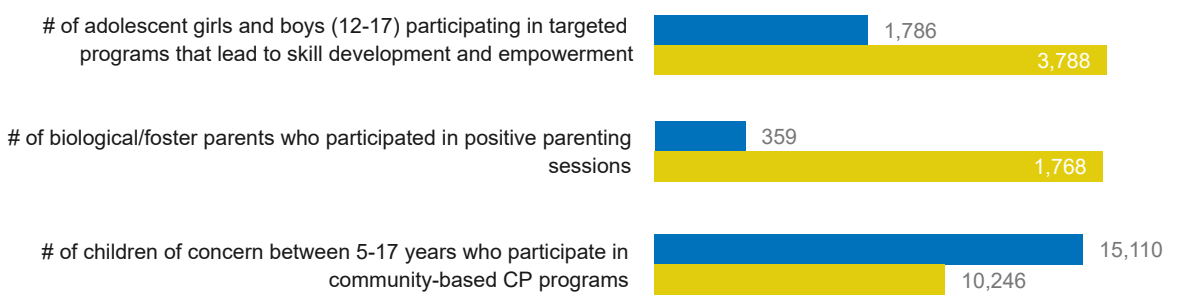 # of adolescent girls and boys (12-17) participating in targeted
programs that lead to skill development and empowerment
1,786
3,788
# of biological/foster parents who participated in positive parenting
sessions
359
1,768
# of children of concern between 5-17 years who participate in
community-based CP programs
15,110
10,246